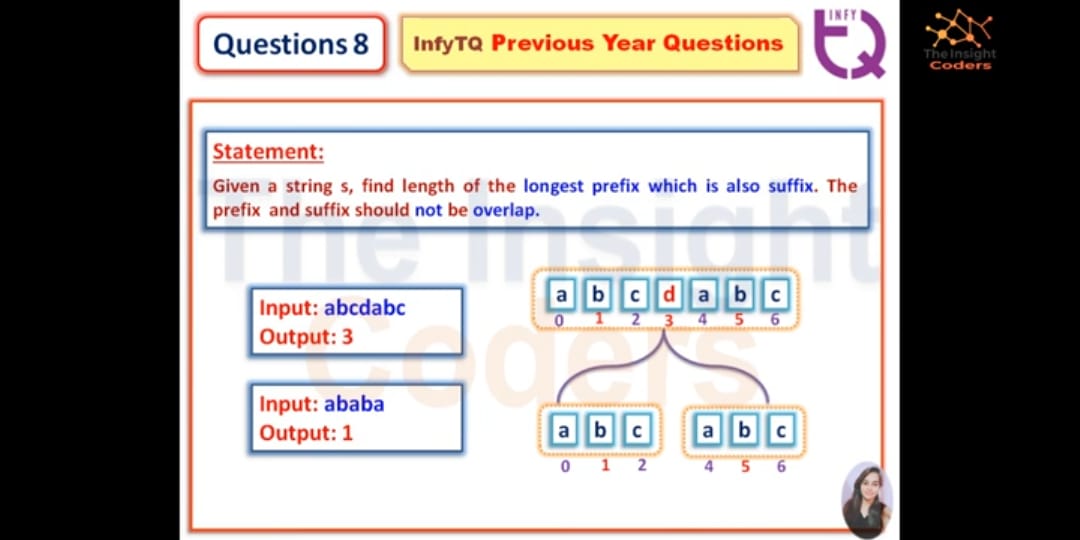 Questions 8
InfyTQ Previous Year Questions
INFY
TQ
The Insight
Coders
Statement:
Given a string s, find length of the longest prefix which is also suffix. The
prefix and suffix should not be overlap.
The Insight
Coders
Input: abcdabc
Output: 3
Input: ababa
Output: 1
a b c d a b c
0 1 2 3 4 5 6
a b c a b c
0 1 2 4 5 6